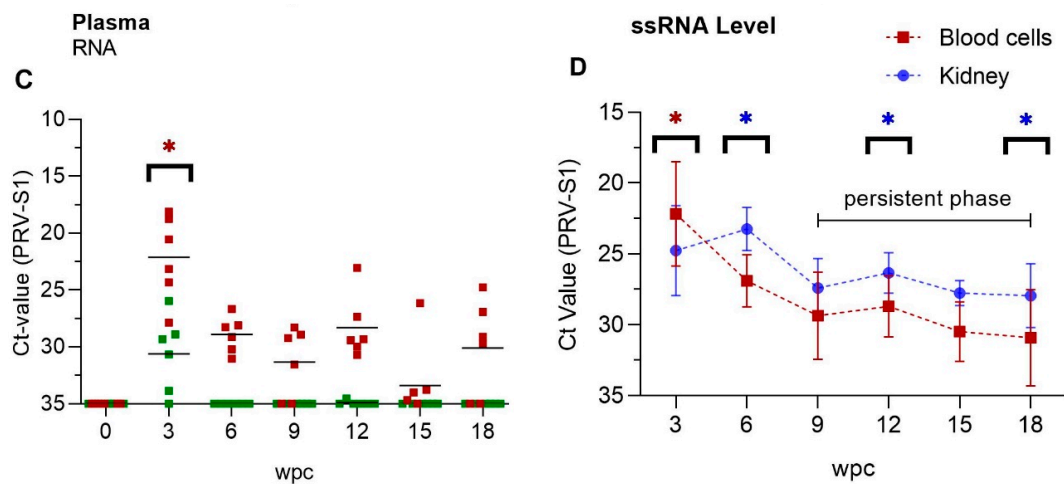 Plasma
RNA
C
Ct-value (PRV-S1)
10
15
20
25
30
35
*
0 3 6 9 12 15 18
wpc
ssRNA Level
Blood cells
Kidney
D
Ct Value (PRV-S1)
15
20
25
30
35
* * * *
persistent phase
3 6 9 12 15 18
wpc